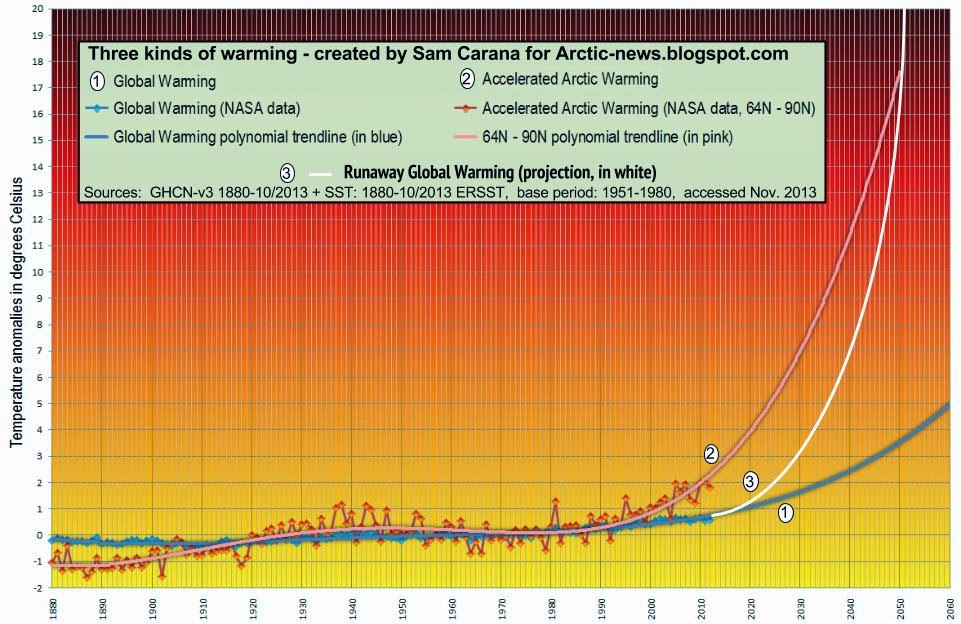 Three kinds of warming - created by Sam Carana for Arctic-news.blogspot.com
1 Global Warming
2 Accelerated Arctic Warming
Global Warming (NASA data)
Accelerated Arctic Warming (NASA data, 64N - 90N)
Global Warming polynomial trendline (in blue)
64N - 90N polynomial trendline (in pink)
3 Runaway Global Warming (projection, in white)
Sources: GHCN-v3 1880-10/2013 + SST: 1880-10/2013 ERSST, base period: 1951-1980, accessed Nov. 2013
Temperature anomalies in degrees Celsius
20
19
18
17
16
15
14
13
12
11
10
9
8
7
6
5
4
3
2
1
0
-1
-2
2
3
1
1880 1890 1900 1910 1920 1930 1940 1950 1960 1970 1980 1990 2000 2010 2020 2030 2040 2050 2060